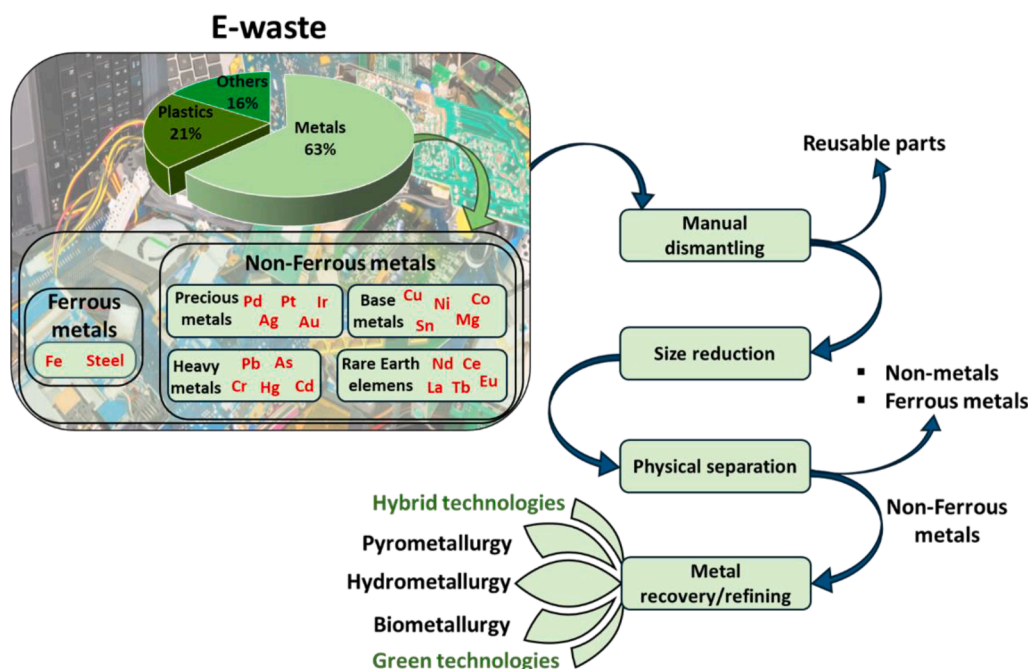 E-waste
Others
16%
Plastics
21%
Metals
63%
Ferrous
metals
Fe Steel
Non-Ferrous metals
Precious
metals
Pd Pt Ir
Ag Au
Base
metals
Cu Ni Co
Sn Mg
Heavy
metals
Pb As
Cr Hg Cd
Rare Earth
elemens
Nd Ce
La Tb Eu
Reusable parts
Manual
dismantling
Size reduction
▪ Non-metals
▪ Ferrous metals
Physical separation
Non-Ferrous
metals
Metal
recovery/refining
Hybrid technologies
Pyrometallurgy
Hydrometallurgy
Biometallurgy
Green technologies